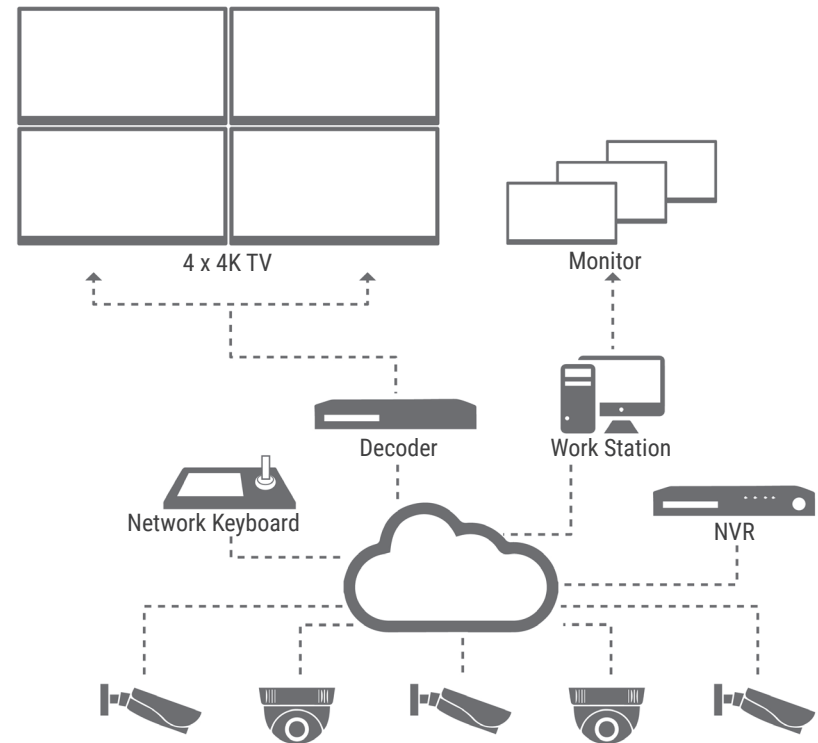 4 x 4K TV
Monitor
Decoder
Work Station
Network Keyboard
NVR